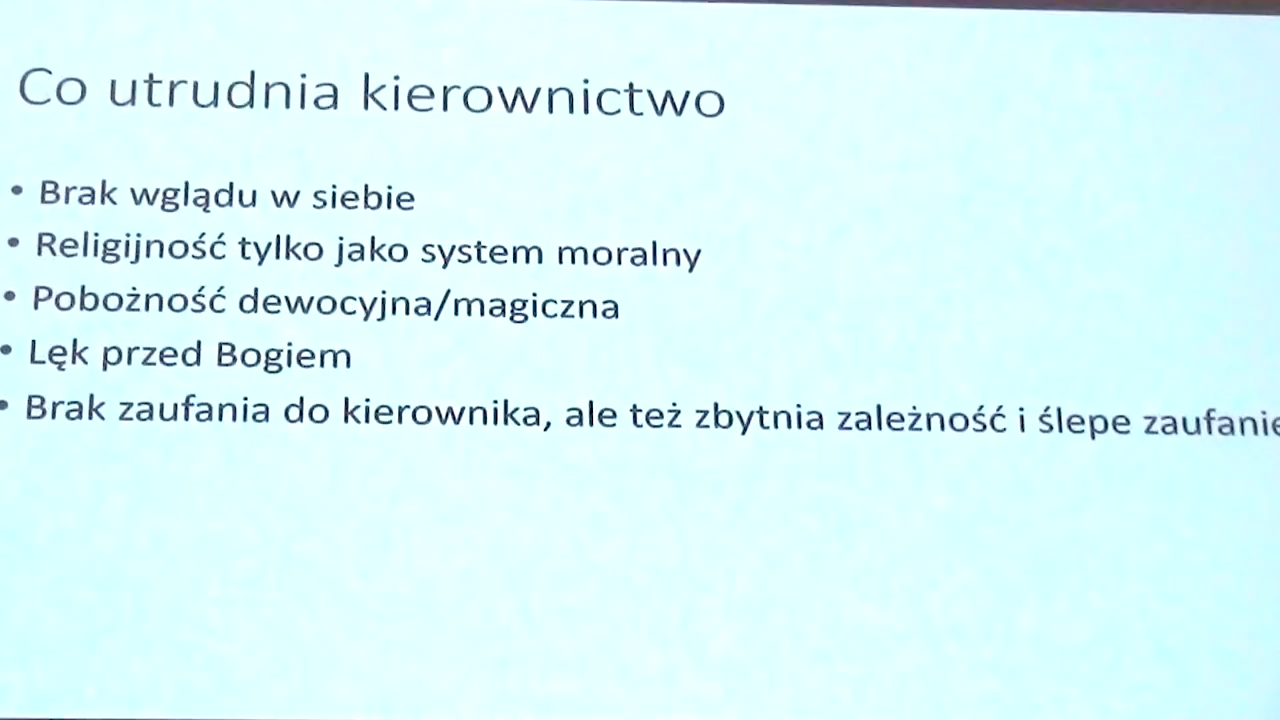 Co utrudnia kierownictwo
• Brak wglądu w siebie
• Religijność tylko jako system moralny
• Pobożność dewocyjna/magiczna
• Lęk przed Bogiem
• Brak zaufania do kierownika, ale też zbytnia zależność i ślepe zaufanie